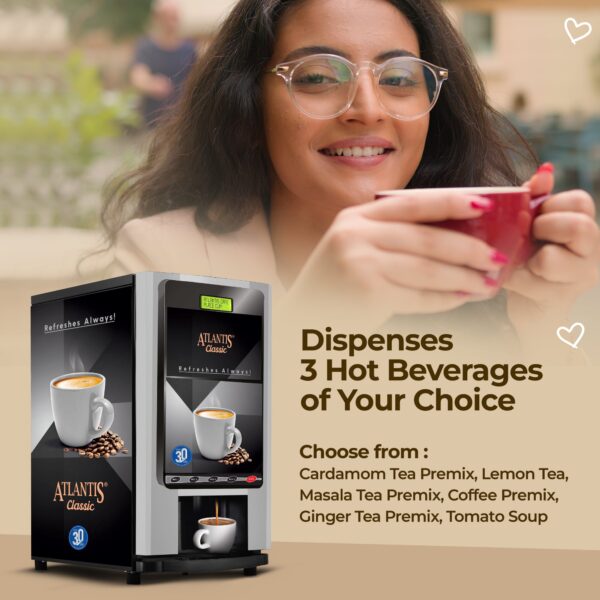 Refreshes Always!
ATLANTIS®
Classic
30
ATLANTIS®
Classic
Refreshes Always!
30
Dispenses
3 Hot Beverages
of Your Choice
Choose from :
Cardamom Tea Premix, Lemon Tea,
Masala Tea Premix, Coffee Premix,
Ginger Tea Premix, Tomato Soup